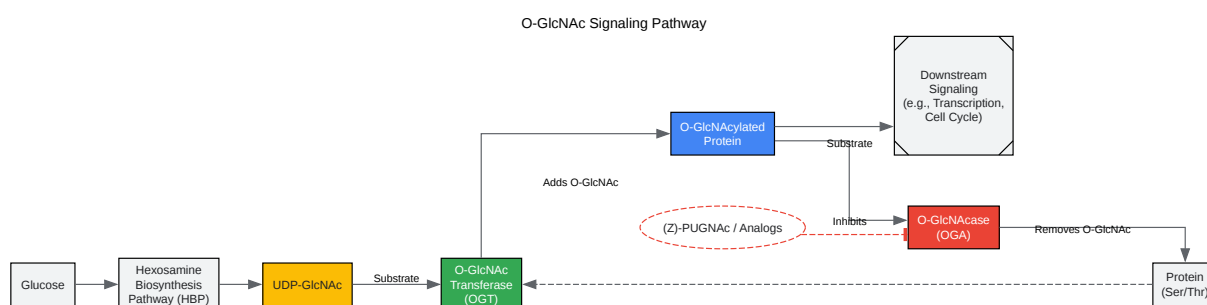 O-GlcNAc Signaling Pathway
Downstream
Signaling
(e.g., Transcription,
Cell Cycle)
O-GlcNAcylated
Protein
Substrate
Adds O-GlcNAc
(Z)-PUGNAc / Analogs
Inhibits
O-GlcNAcase
(OGA)
Removes O-GlcNAc
Glucose
Hexosamine
Biosynthesis
Pathway (HBP)
UDP-GlcNAc
Substrate
O-GlcNAc
Transferase
(OGT)
Protein
(Ser/Thr)